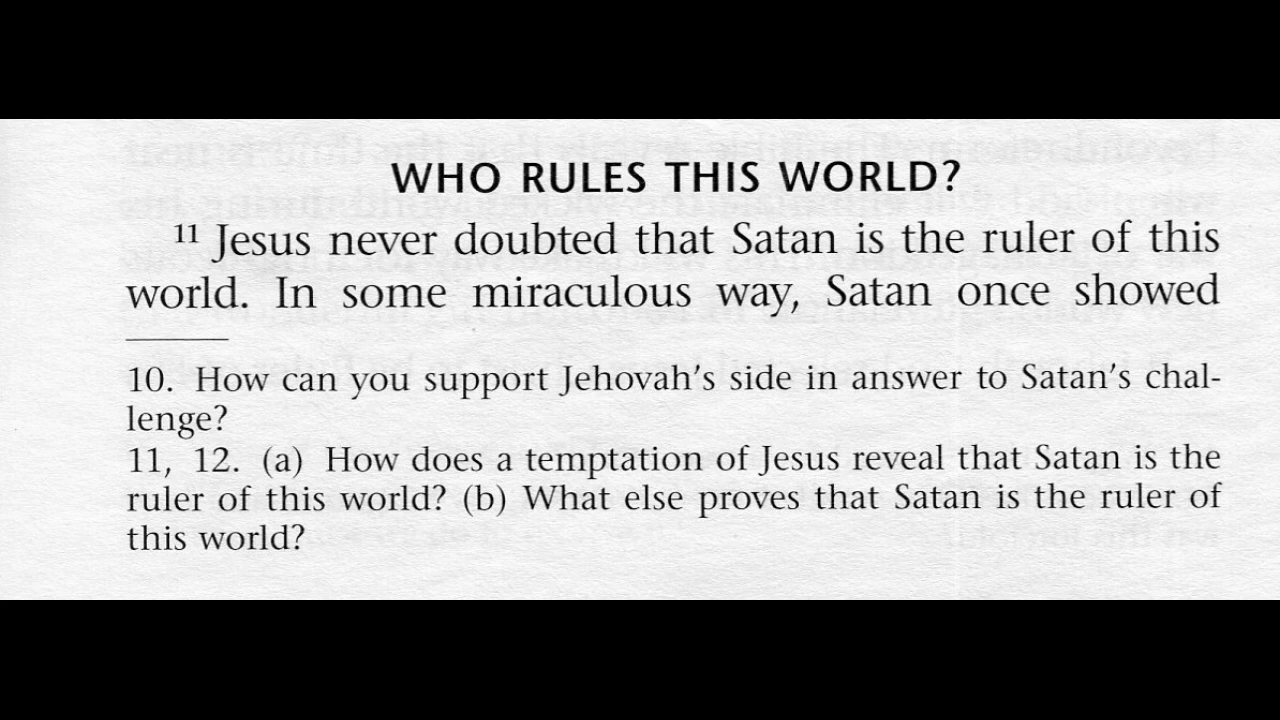 WHO RULES THIS WORLD?
¹¹ Jesus never doubted that Satan is the ruler of this
world. In some miraculous way, Satan once showed
10. How can you support Jehovah's side in answer to Satan's chal-
lenge?
11, 12. (a) How does a temptation of Jesus reveal that Satan is the
ruler of this world? (b) What else proves that Satan is the ruler of
this world?